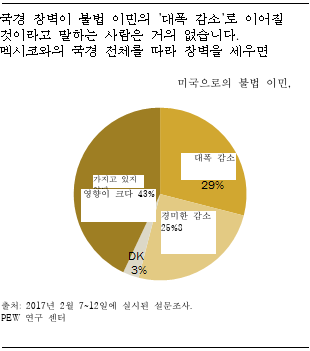 국경 장벽이 불법 이민의 '대폭 감소'로 이어질
것이라고 말하는 사람은 거의 없습니다.
멕시코와의 국경 전체를 따라 장벽을 세우면
미국으로의 불법 이민.
대폭 감소
29%
가지고 있지
영향이 크다 43%
경미한 감소
25%0
DK
3%
출처: 2017년 2월 7~12일에 실시된 설문조사.
PEW 연구 센터